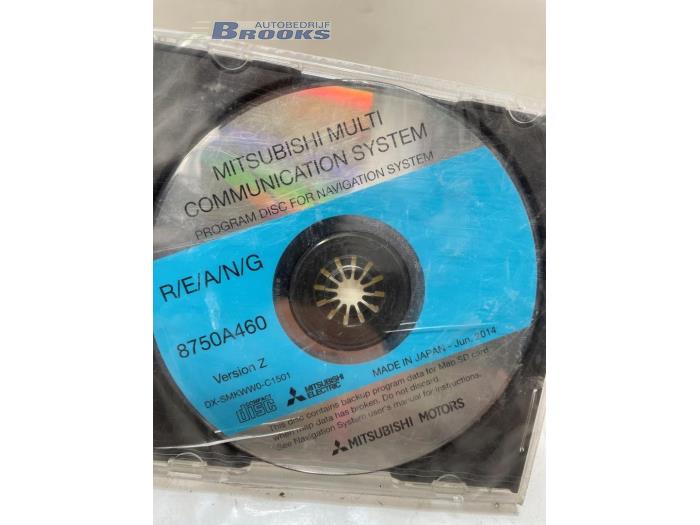 AUTOBEDRIJF
BROOKS
MITSUBISHI MULTI
COMMUNICATION SYSTEM
PROGRAM DISC FOR NAVIGATION SYSTEM
R/E/A/N/G
8750A460
Version Z
DX-SMKWW0-C1501
COMPACT
disc
MITSUBISHI
ELECTRIC
MADE IN JAPAN - Jun. 2014
This disc contains backup program data for Map SD card
when map data has broken. Do not discard.
See Navigation System user's manual for instructions.
MITSUBISHI MOTORS